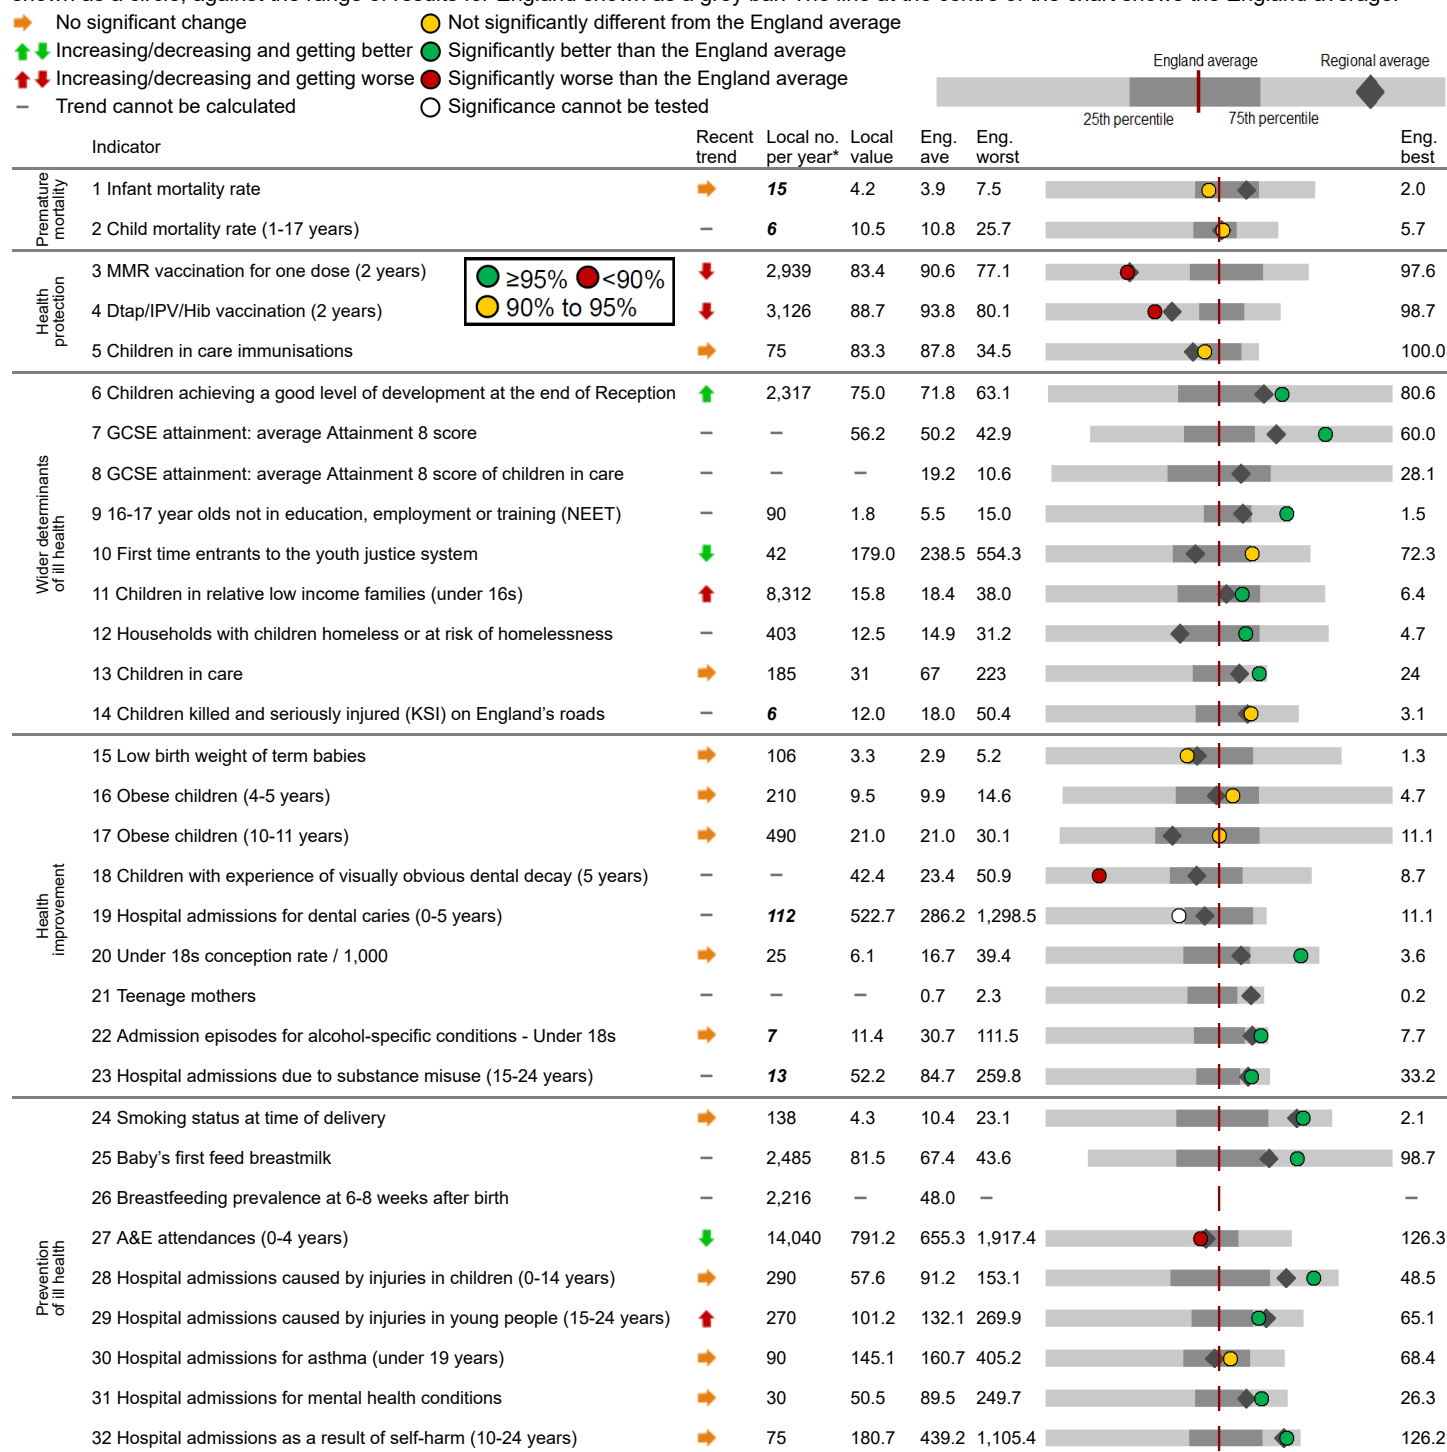 shown as a circle, against the range of results for England shown as a grey bar. The line at the centre of the chart shows the England average.
No significant change
Not significantly different from the England average
Increasing/decreasing and getting better
Significantly better than the England average
Increasing/decreasing and getting worse
Significantly worse than the England average
– Trend cannot be calculated
Significance cannot be tested
England average Regional average
25th percentile 75th percentile
Indicator Recent trend Local no. per year* Local value Eng. ave Eng. worst Eng. best
Premature mortality
1 Infant mortality rate 15 4.2 3.9 7.5 2.0
2 Child mortality rate (1-17 years) – 6 10.5 10.8 25.7 5.7
Health protection
3 MMR vaccination for one dose (2 years) 2,939 83.4 90.6 77.1 97.6
≥95% <90%
90% to 95%
4 Dtap/IPV/Hib vaccination (2 years) 3,126 88.7 93.8 80.1 98.7
5 Children in care immunisations 75 83.3 87.8 34.5 100.0
Wider determinants of ill health
6 Children achieving a good level of development at the end of Reception 2,317 75.0 71.8 63.1 80.6
7 GCSE attainment: average Attainment 8 score – – 56.2 50.2 42.9 60.0
8 GCSE attainment: average Attainment 8 score of children in care – – – 19.2 10.6 28.1
9 16-17 year olds not in education, employment or training (NEET) – 90 1.8 5.5 15.0 1.5
10 First time entrants to the youth justice system 42 179.0 238.5 554.3 72.3
11 Children in relative low income families (under 16s) 8,312 15.8 18.4 38.0 6.4
12 Households with children homeless or at risk of homelessness – 403 12.5 14.9 31.2 4.7
13 Children in care 185 31 67 223 24
14 Children killed and seriously injured (KSI) on England's roads – 6 12.0 18.0 50.4 3.1
Health improvement
15 Low birth weight of term babies 106 3.3 2.9 5.2 1.3
16 Obese children (4-5 years) 210 9.5 9.9 14.6 4.7
17 Obese children (10-11 years) 490 21.0 21.0 30.1 11.1
18 Children with experience of visually obvious dental decay (5 years) – – 42.4 23.4 50.9 8.7
19 Hospital admissions for dental caries (0-5 years) – 112 522.7 286.2 1,298.5 11.1
20 Under 18s conception rate / 1,000 25 6.1 16.7 39.4 3.6
21 Teenage mothers – – – 0.7 2.3 0.2
22 Admission episodes for alcohol-specific conditions - Under 18s 7 11.4 30.7 111.5 7.7
23 Hospital admissions due to substance misuse (15-24 years) – 13 52.2 84.7 259.8 33.2
Prevention of ill health
24 Smoking status at time of delivery 138 4.3 10.4 23.1 2.1
25 Baby's first feed breastmilk – 2,485 81.5 67.4 43.6 98.7
26 Breastfeeding prevalence at 6-8 weeks after birth – 2,216 – 48.0 – –
27 A&E attendances (0-4 years) 14,040 791.2 655.3 1,917.4 126.3
28 Hospital admissions caused by injuries in children (0-14 years) 290 57.6 91.2 153.1 48.5
29 Hospital admissions caused by injuries in young people (15-24 years) 270 101.2 132.1 269.9 65.1
30 Hospital admissions for asthma (under 19 years) 90 145.1 160.7 405.2 68.4
31 Hospital admissions for mental health conditions 30 50.5 89.5 249.7 26.3
32 Hospital admissions as a result of self-harm (10-24 years) 75 180.7 439.2 1,105.4 126.2